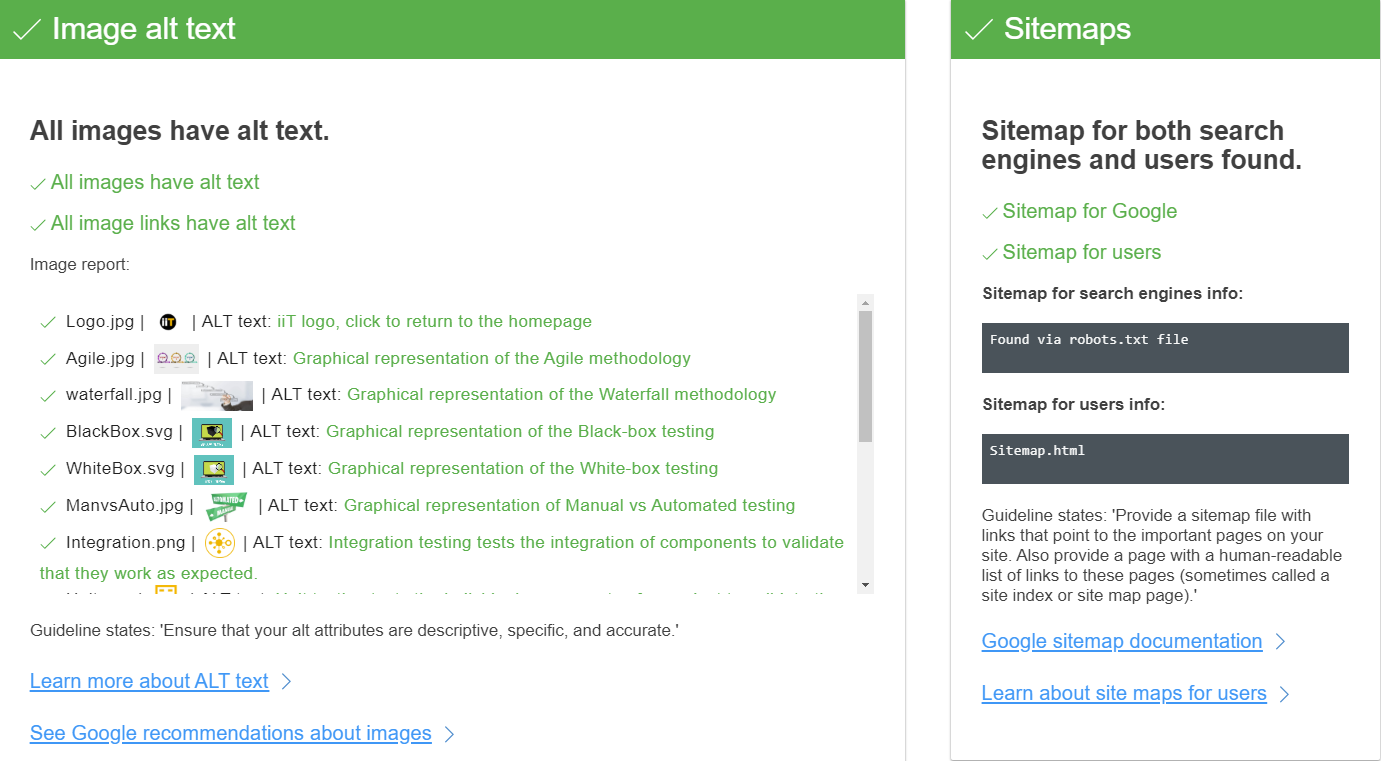 Image alt text
All images have alt text.
All images have alt text
All image links have alt text
Image report:
Logo.jpg | iiT | ALT text: iiT logo, click to return to the homepage
Agile.jpg | | ALT text: Graphical representation of the Agile methodology
waterfall.jpg | | ALT text: Graphical representation of the Waterfall methodology
BlackBox.svg | | ALT text: Graphical representation of the Black-box testing
WhiteBox.svg | | ALT text: Graphical representation of the White-box testing
ManvsAuto.jpg | | ALT text: Graphical representation of Manual vs Automated testing
Integration.png | | ALT text: Integration testing tests the integration of components to validate
that they work as expected.
Guideline states: 'Ensure that your alt attributes are descriptive, specific, and accurate.'
Learn more about ALT text
See Google recommendations about images
Sitemaps
Sitemap for both search
engines and users found.
Sitemap for Google
Sitemap for users
Sitemap for search engines info:
Found via robots.txt file
Sitemap for users info:
Sitemap.html
Guideline states: 'Provide a sitemap file with
links that point to the important pages on your
site. Also provide a page with a human-readable
list of links to these pages (sometimes called a
site index or site map page).'
Google sitemap documentation
Learn about site maps for users